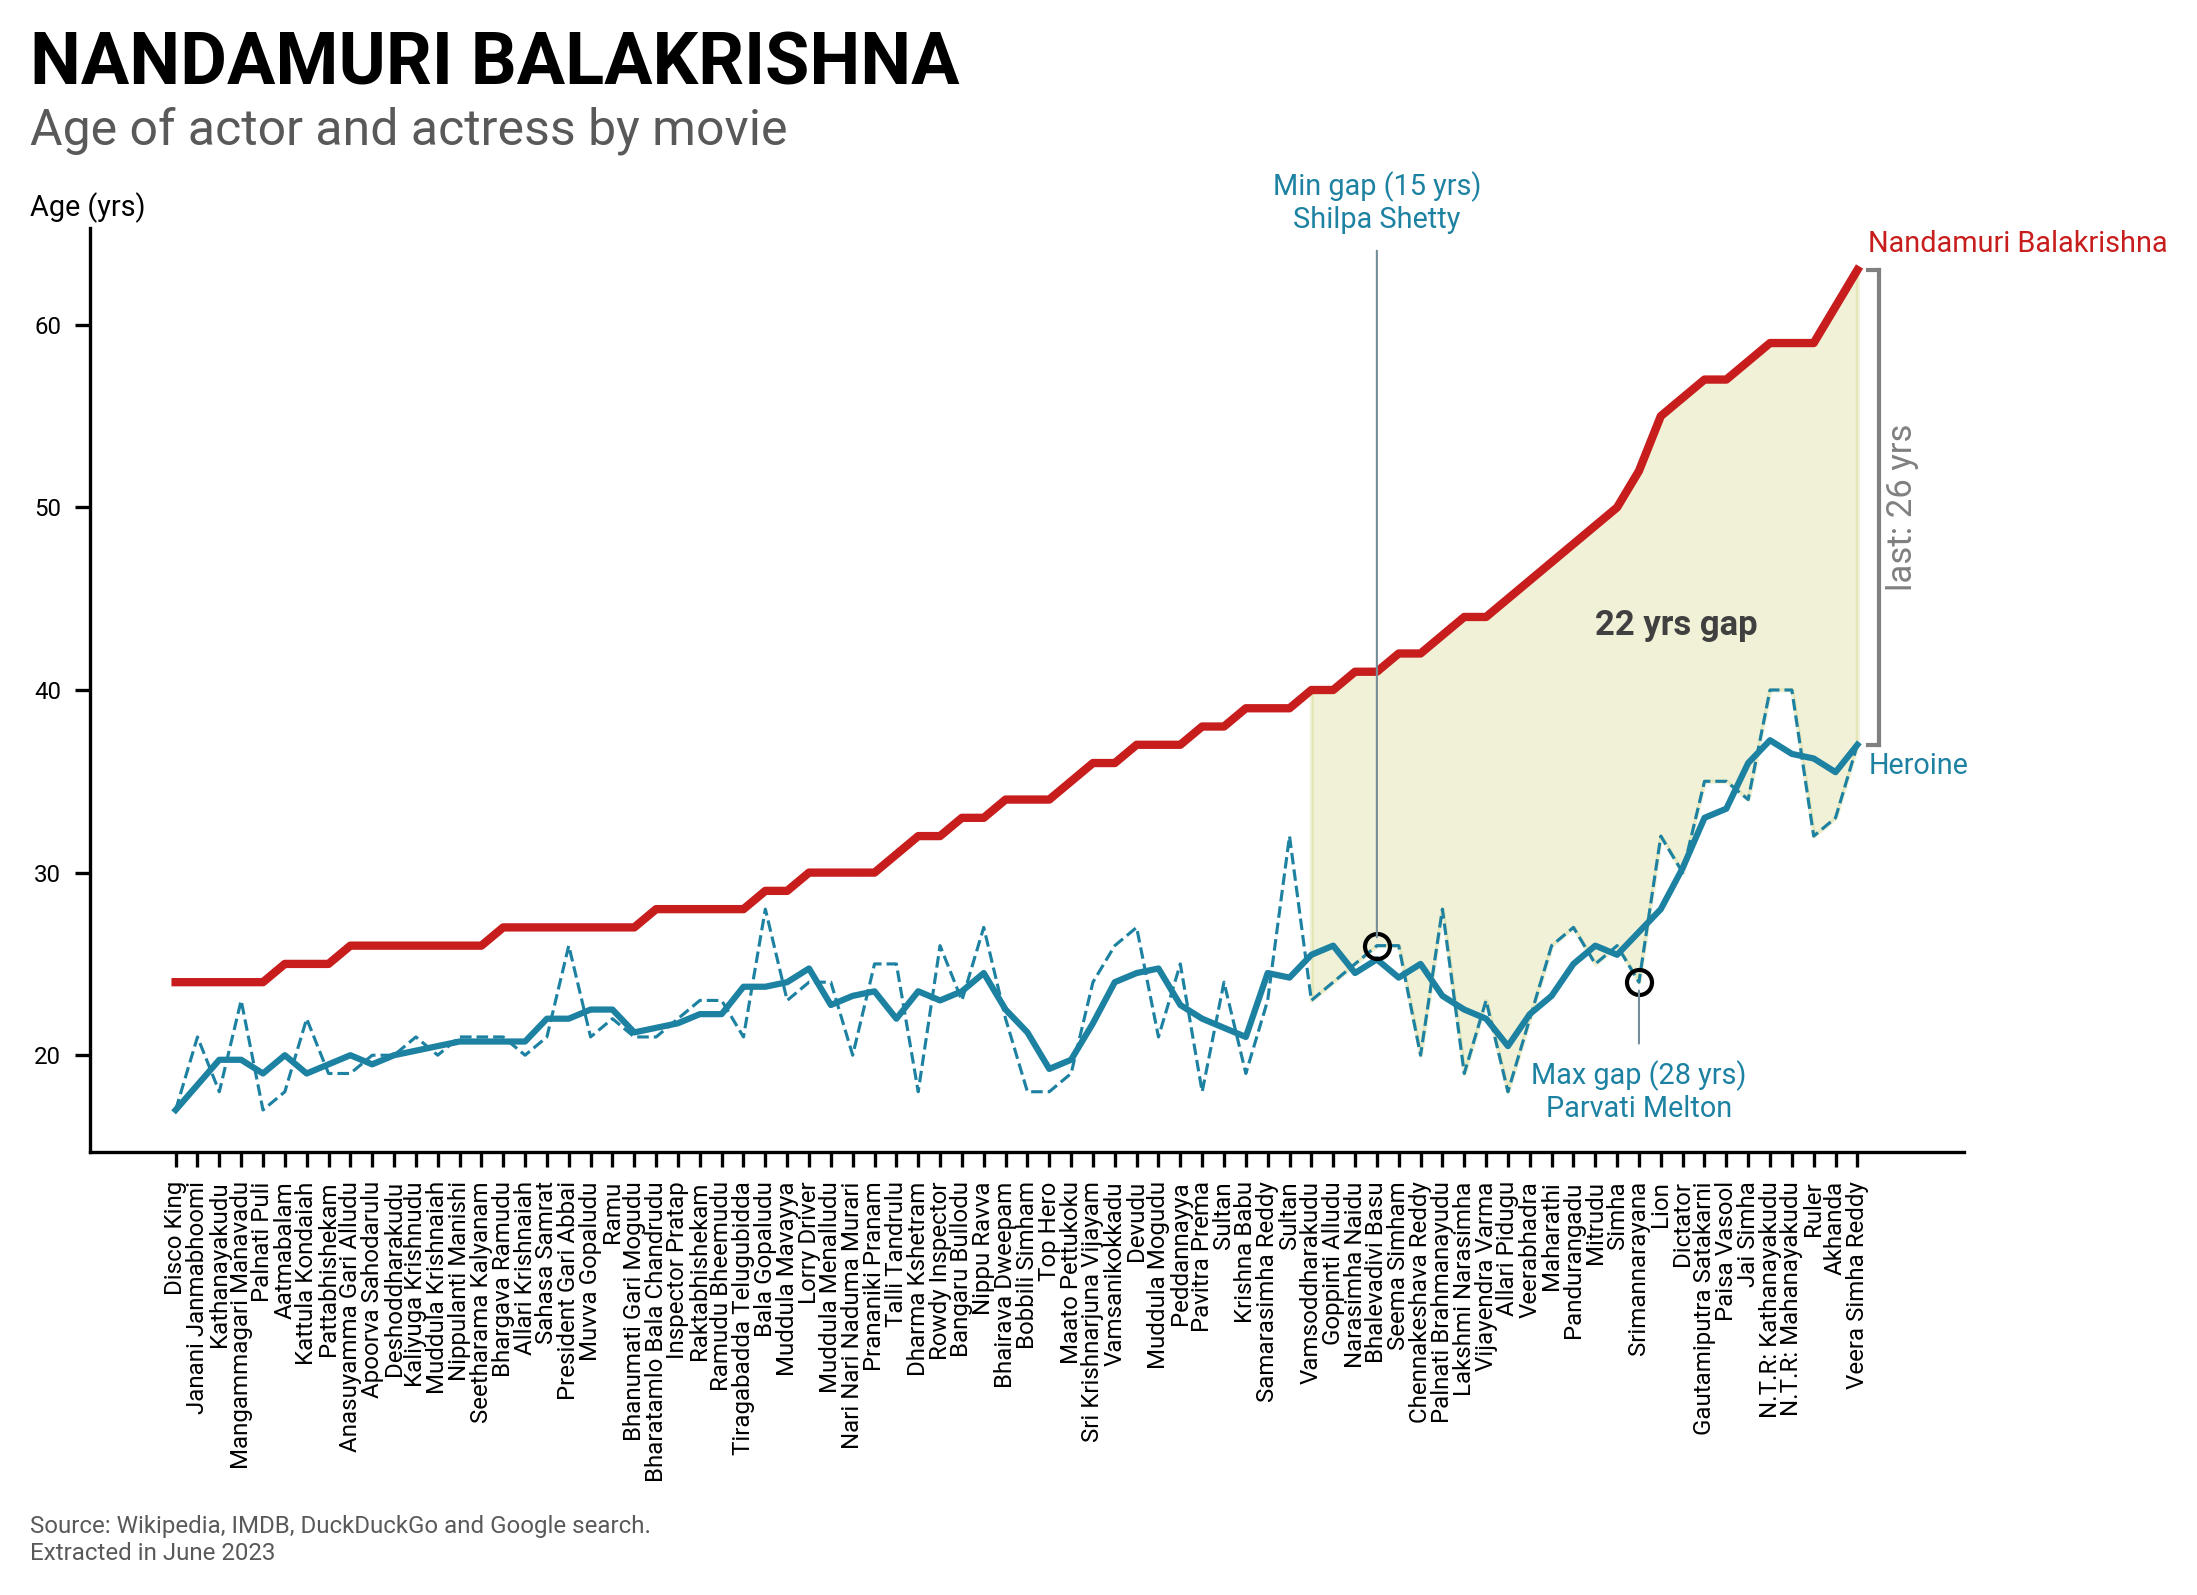 NANDAMURI BALAKRISHNA
Age of actor and actress by movie
Min gap (15 yrs)
Shilpa Shetty
Age (yrs)
Nandamuri Balakrishna
60
50
40
30
20
last: 26 yrs
22 yrs gap
Heroine
Max gap (28 yrs)
Parvati Melton
Disco King
Janani Janmabhoomi
Kathanayakudu
Mangammagari Manavadu
Palnati Puli
Aatmabalam
Kattula Kondaiah
Pattabhishekam
Anasuyamma Gari Alludu
Apoorva Sahodarulu
Deshoddharakudu
Kaliyuga Krishnudu
Muddula Krishnaiah
Nippulanti Manishi
Seetharama Kalyanam
Bhargava Ramudu
Allari Krishnaiah
Sahasa Samrat
President Gari Abbai
Muva Gopaludu
Ramu
Bhanumati Gari Mogudu
Bharatamlo Bala Chandrudu
Inspector Pratap
Raktabhishekam
Ramudu Bheemudu
Tiragabadda Telugubidda
Bala Gopaludu
Muddula Mavayya
Lorry Driver
Muddula Menalludu
Nari Nari Naduma Murari
Prananiki Pranam
Talli Tandrulu
Dharma Kshetram
Rowdy Inspector
Bangaru Bullodu
Nippu Ravva
Bhairava Dweepam
Bobbili Simham
Top Hero
Maato Pettukoku
Sri Krishnarjuna Vijayam
Vamsanikokkadu
Devudu
Muddula Mogudu
Peddannayya
Pavitra Prema
Sultan
Krishna Babu
Samarasimha Reddy
Sultan
Vamsoddharakudu
Goppinti Alludu
Narasimha Naidu
Bhalevadivi Basu
Seema Simham
Chennakeshava Reddy
Palnati Brahmanayudu
Lakshmi Narasimha
Vijayendra Varma
Allari Pidugu
Veerabhadra
Maharathi
Pandurangadu
Mitrudu
Simha
Srimannarayana
Lion
Dictator
Gautamiputra Satakarni
Paisa Vasool
Jai Simha
N.T.R: Kathanayakudu
N.T.R: Mahanayakudu
Ruler
Akhanda
Veera Simha Reddy
Source: Wikipedia, IMDB, DuckDuckGo and Google search.
Extracted in June 2023